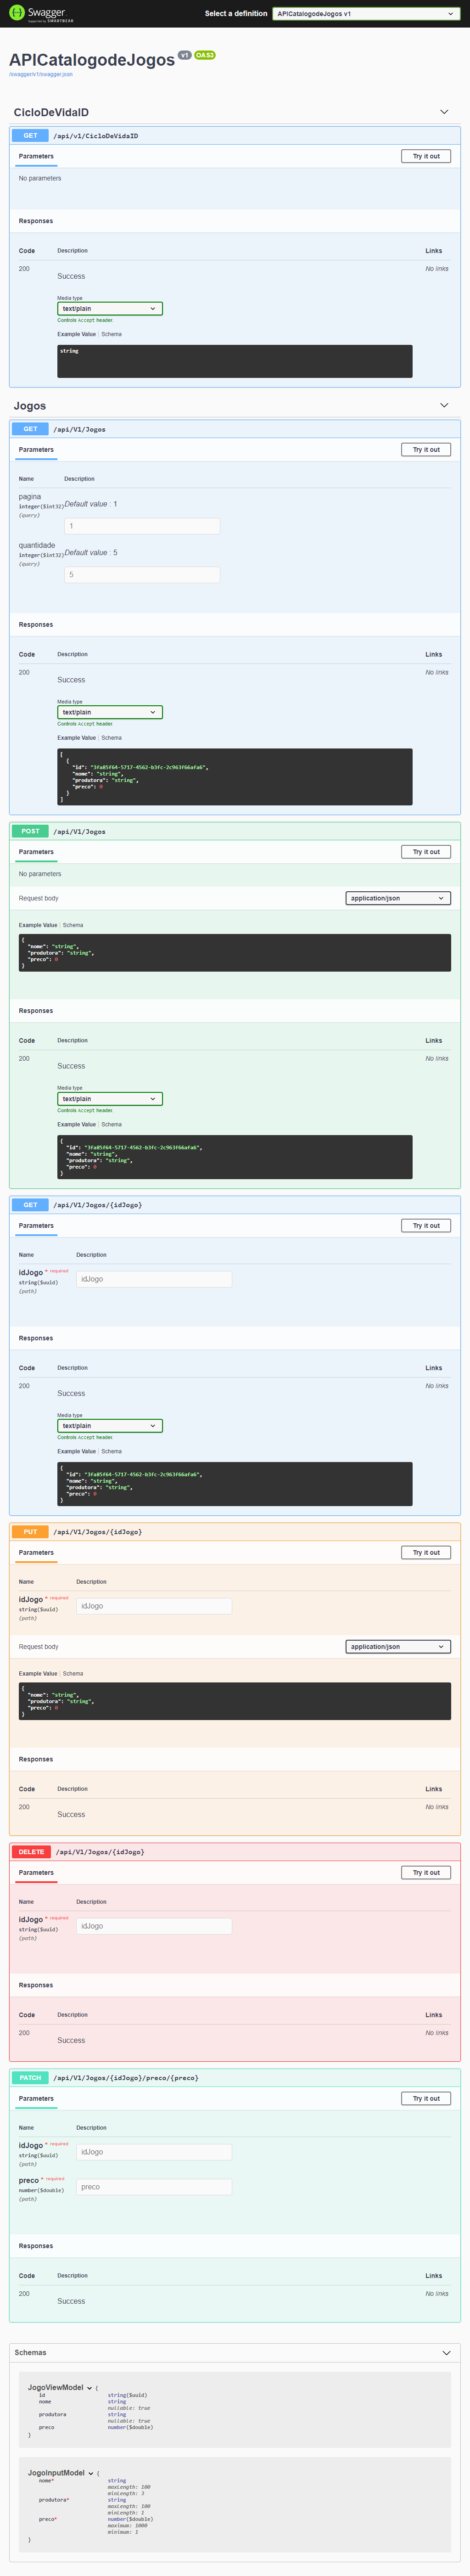 Swagger
Supported by SMARTBEAR
Select a definition
APICatalogodeJogos v1
APICatalogodeJogos v1 OAS3
/swagger/v1/swagger.json
CicloDeVidaID
GET /api/v1/CicloDeVidaID
Parameters
Try it out
No parameters
Responses
Code Description Links
200 Success No links
Media type
text/plain
Controls Accept header.
Example Value | Schema
string
Jogos
GET /api/V1/Jogos
Parameters
Try it out
Name Description
pagina
integer($int32)
(query)
Default value : 1
1
quantidade
integer($int32)
(query)
Default value : 5
5
Responses
Code Description Links
200 Success No links
Media type
text/plain
Controls Accept header.
Example Value | Schema
[
{
"id": "3fa85f64-5717-4562-b3fc-2c963f66afa6",
"nome": "string",
"produtora": "string",
"preco": 0
}
]
POST /api/V1/Jogos
Parameters
Try it out
No parameters
Request body
application/json
Example Value | Schema
{
"nome": "string",
"produtora": "string",
"preco": 0
}
Responses
Code Description Links
200 Success No links
Media type
text/plain
Controls Accept header.
Example Value | Schema
{
"id": "3fa85f64-5717-4562-b3fc-2c963f66afa6",
"nome": "string",
"produtora": "string",
"preco": 0
}
GET /api/V1/Jogos/{idJogo}
Parameters
Try it out
Name Description
idJogo * required
string($uuid)
(path)
idJogo
Responses
Code Description Links
200 Success No links
Media type
text/plain
Controls Accept header.
Example Value | Schema
{
"id": "3fa85f64-5717-4562-b3fc-2c963f66afa6",
"nome": "string",
"produtora": "string",
"preco": 0
}
PUT /api/V1/Jogos/{idJogo}
Parameters
Try it out
Name Description
idJogo * required
string($uuid)
(path)
idJogo
Request body
application/json
Example Value | Schema
{
"nome": "string",
"produtora": "string",
"preco": 0
}
Responses
Code Description Links
200 Success No links
DELETE /api/V1/Jogos/{idJogo}
Parameters
Try it out
Name Description
idJogo * required
string($uuid)
(path)
idJogo
Responses
Code Description Links
200 Success No links
PATCH /api/V1/Jogos/{idJogo}/preco/{preco}
Parameters
Try it out
Name Description
idJogo * required
string($uuid)
(path)
idJogo
preco * required
number($double)
(path)
preco
Responses
Code Description Links
200 Success No links
Schemas
JogoViewModel {
id string($uuid)
nome string
nullable: true
produtora string
nullable: true
preco number($double)
}
JogoInputModel {
nome* string
maxLength: 100
minLength: 3
produtora* string
maxLength: 100
minLength: 1
preco* number($double)
maximum: 1000
minimum: 1
}